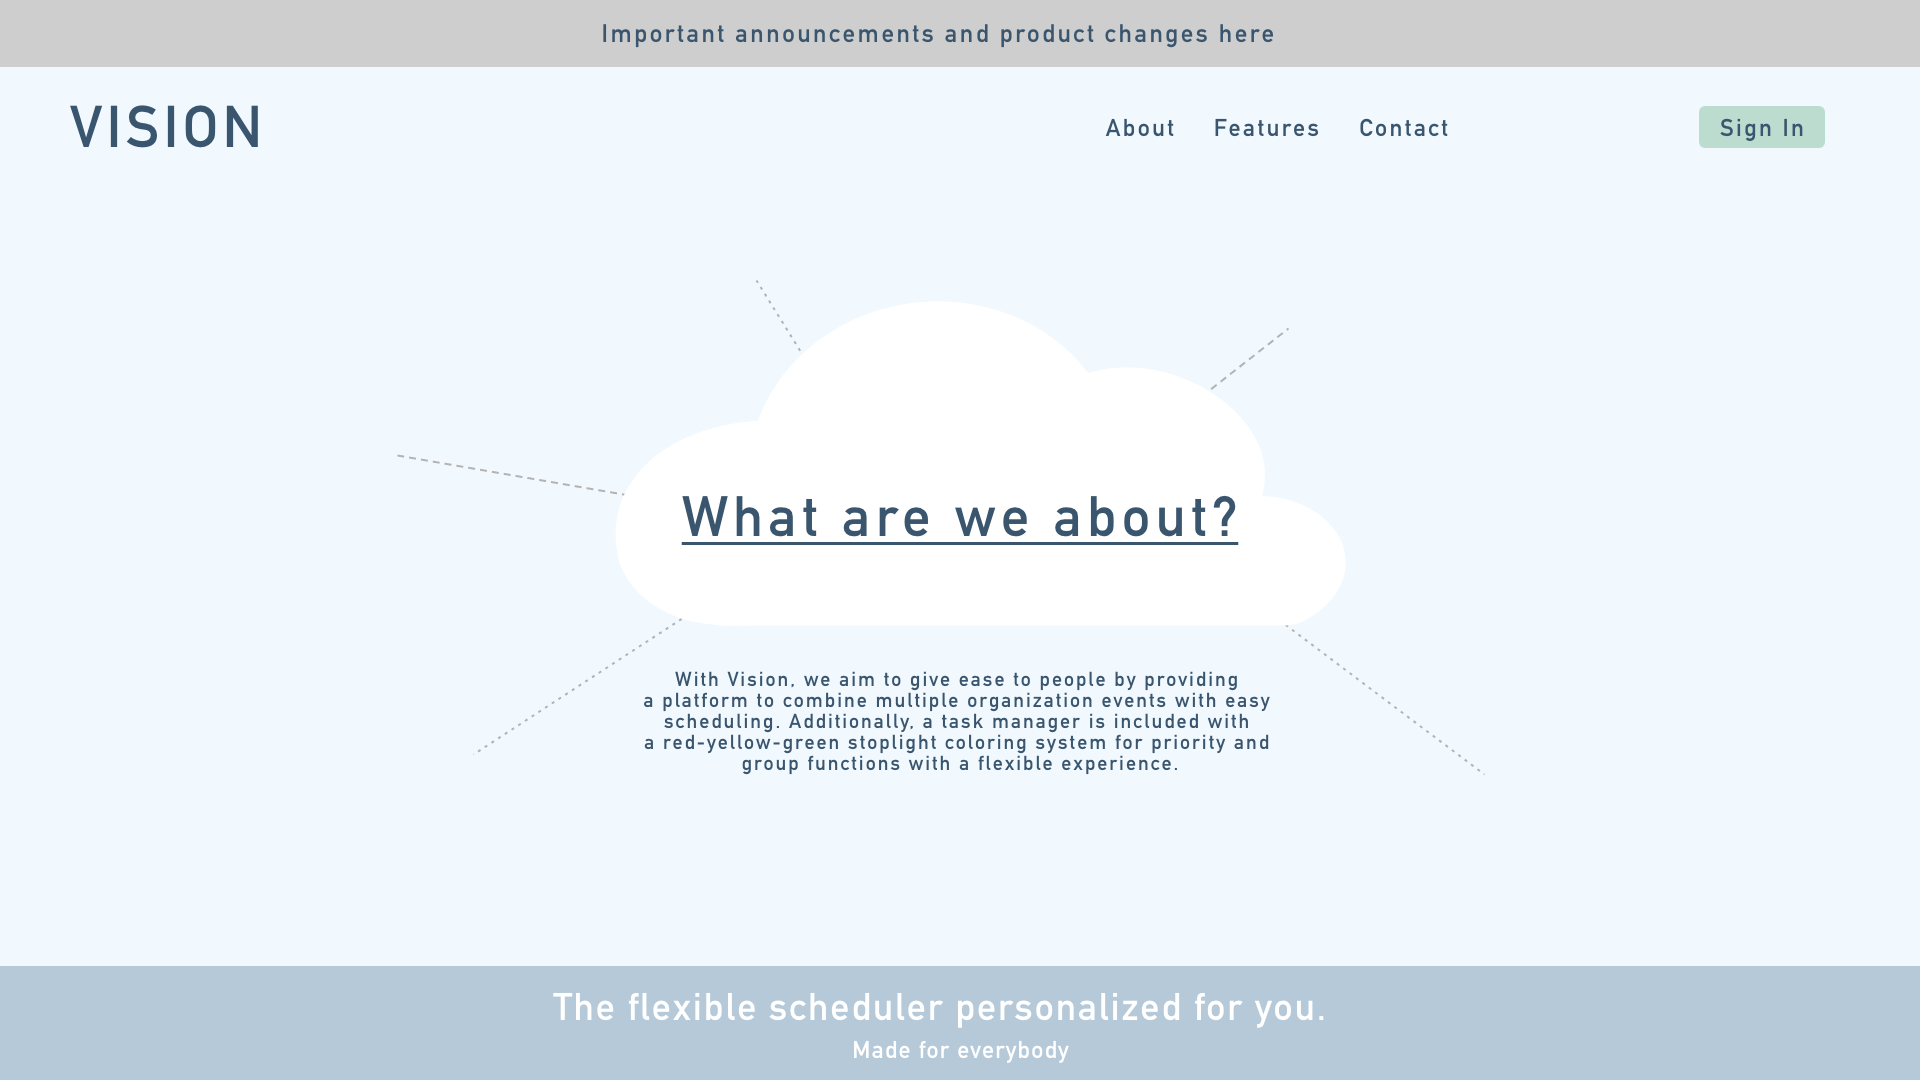 Important announcements and product changes here
VISION
About Features Contact
Sign In
What are we about?
With Vision, we aim to give ease to people by providing
a platform to combine multiple organization events with easy
scheduling. Additionally, a task manager is included with
a red-yellow-green stoplight coloring system for priority and
group functions with a flexible experience.
The flexible scheduler personalized for you.
Made for everybody